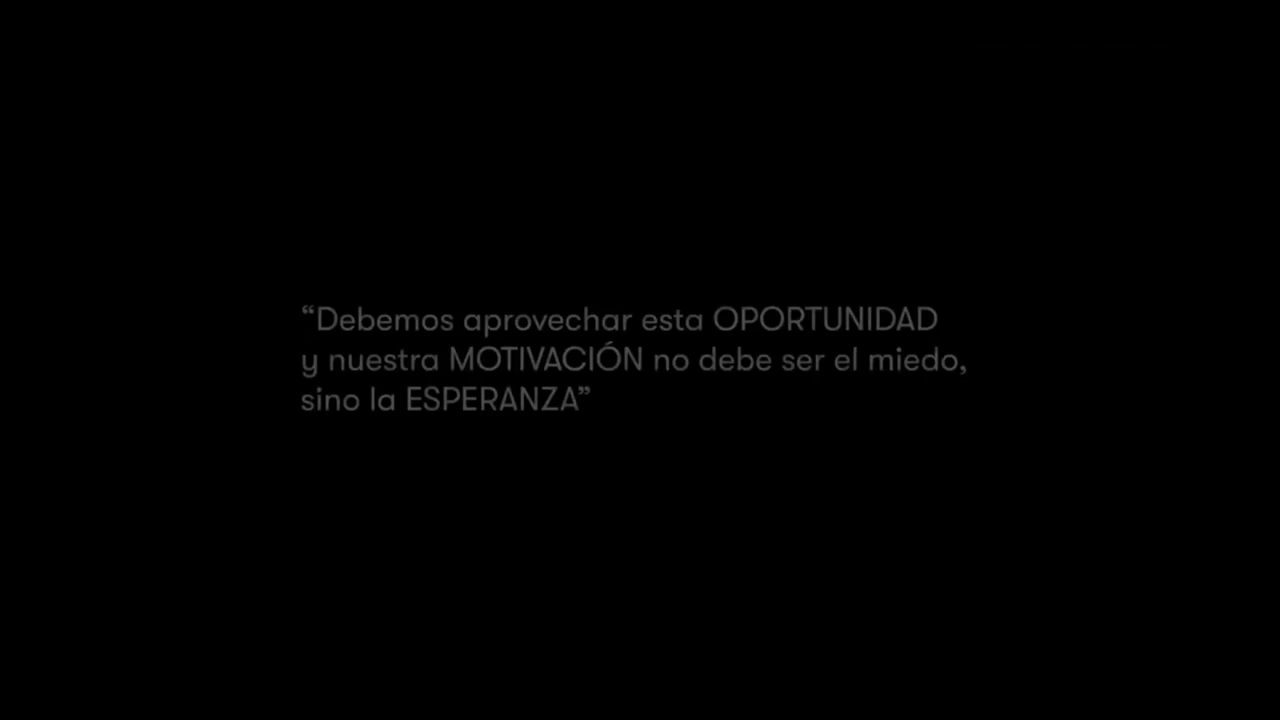 “Debemos aprovechar esta OPORTUNIDAD
y nuestra MOTIVACIÓN no debe ser el miedo,
sino la ESPERANZA”